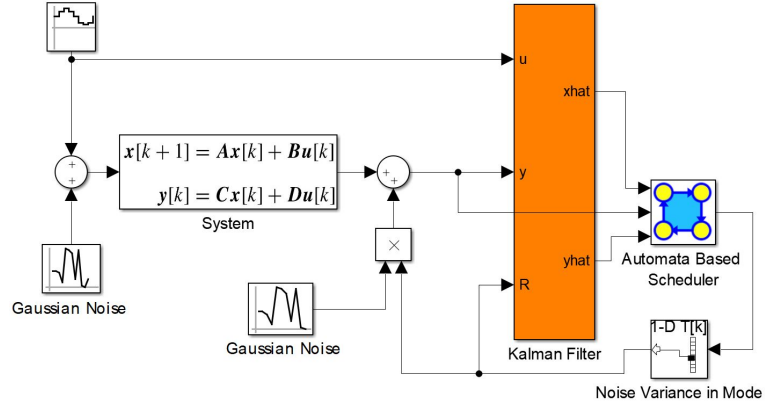 u
xhat
x[k + 1] = Ax[k] + Bu[k]
y[k] = Cx[k] + Du[k]
+
+
++
y
System
×
yhat
Automata Based
Scheduler
Gaussian Noise
R
1-D T[k]
Gaussian Noise
Kalman Filter
Noise Variance in Mode